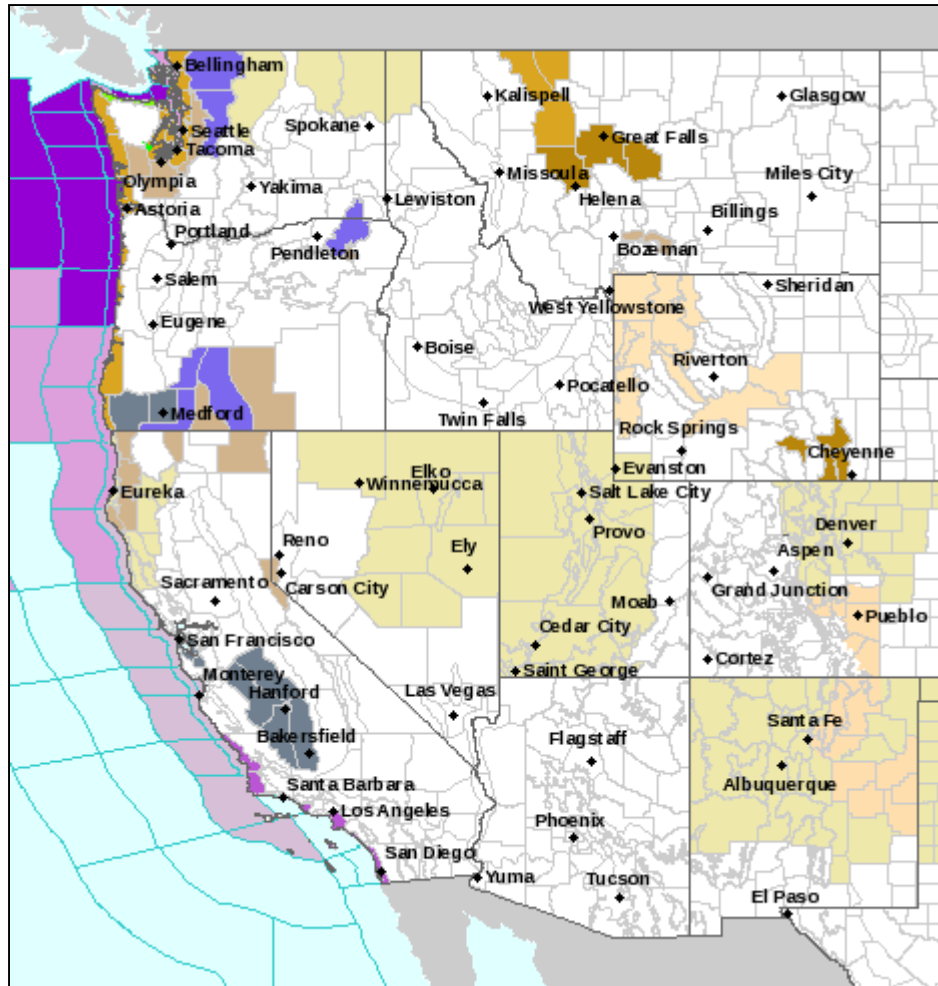 Bellingham
Kalispell
Glasgow
Spokane
Seattle
Great Falls
Tacoma
Missoula
Miles City
Olympia
Yakima
Lewiston
Helena
Astoria
Billings
Portland
Pendleton
Bozeman
Salem
Sheridan
West Yellowstone
Eugene
Boise
Riverton
Pocatello
Medford
Twin Falls
Rock Springs
Cheyenne
Elko
Evanston
Winnemucca
Eureka
Salt Lake City
Denver
Provo
Reno
Ely
Aspen
Sacramento
Carson City
Grand Junction
Moab
Pueblo
Cedar City
San Francisco
Cortez
Saint George
Monterey
Hanford
Las Vegas
Santa Fe
Bakersfield
Flagstaff
Albuquerque
Santa Barbara
Los Angeles
Phoenix
San Diego
Yuma
Tucson
El Paso